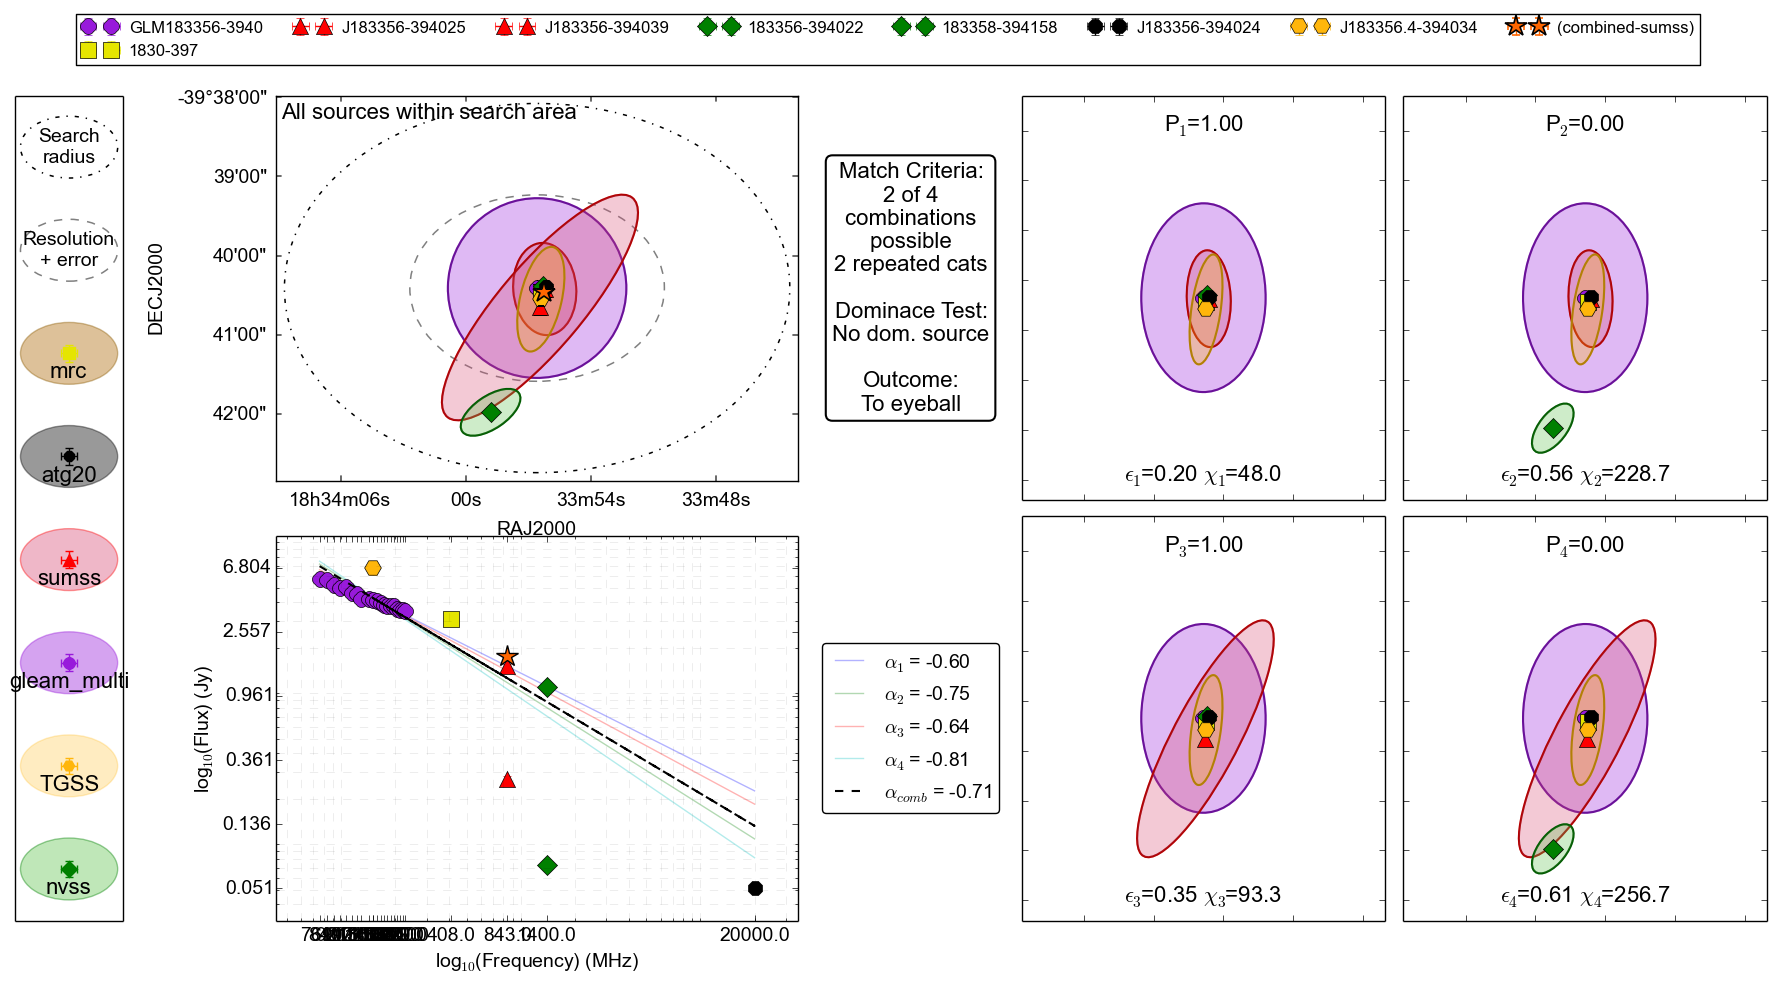 GLM183356-3940 J183356-394025 J183356-394039 183356-394022 183358-394158 J183356-394024 J183356.4-394034 (combined-sumss)
1830-397
Search
radius
Resolution
+ error
mrc
atg20
sumss
gleam_multi
TGSS
nvss
All sources within search area
-39°38'00"
39'00"
40'00"
41'00"
42'00"
DECJ2000
18h34m06s 00s 33m54s 33m48s
RAJ2000
Match Criteria:
2 of 4
combinations
possible
2 repeated cats
Dominace Test:
No dom. source
Outcome:
To eyeball
P1=1.00
ϵ1=0.20 χ1=48.0
P2=0.00
ϵ2=0.56 χ2=228.7
6.804
2.557
0.961
0.361
0.136
0.051
log10(Flux) (Jy)
408.0 843.0 1400.0 20000.0
log10(Frequency) (MHz)
α1 = -0.60
α2 = -0.75
α3 = -0.64
α4 = -0.81
αcomb = -0.71
P3=1.00
ϵ3=0.35 χ3=93.3
P4=0.00
ϵ4=0.61 χ4=256.7